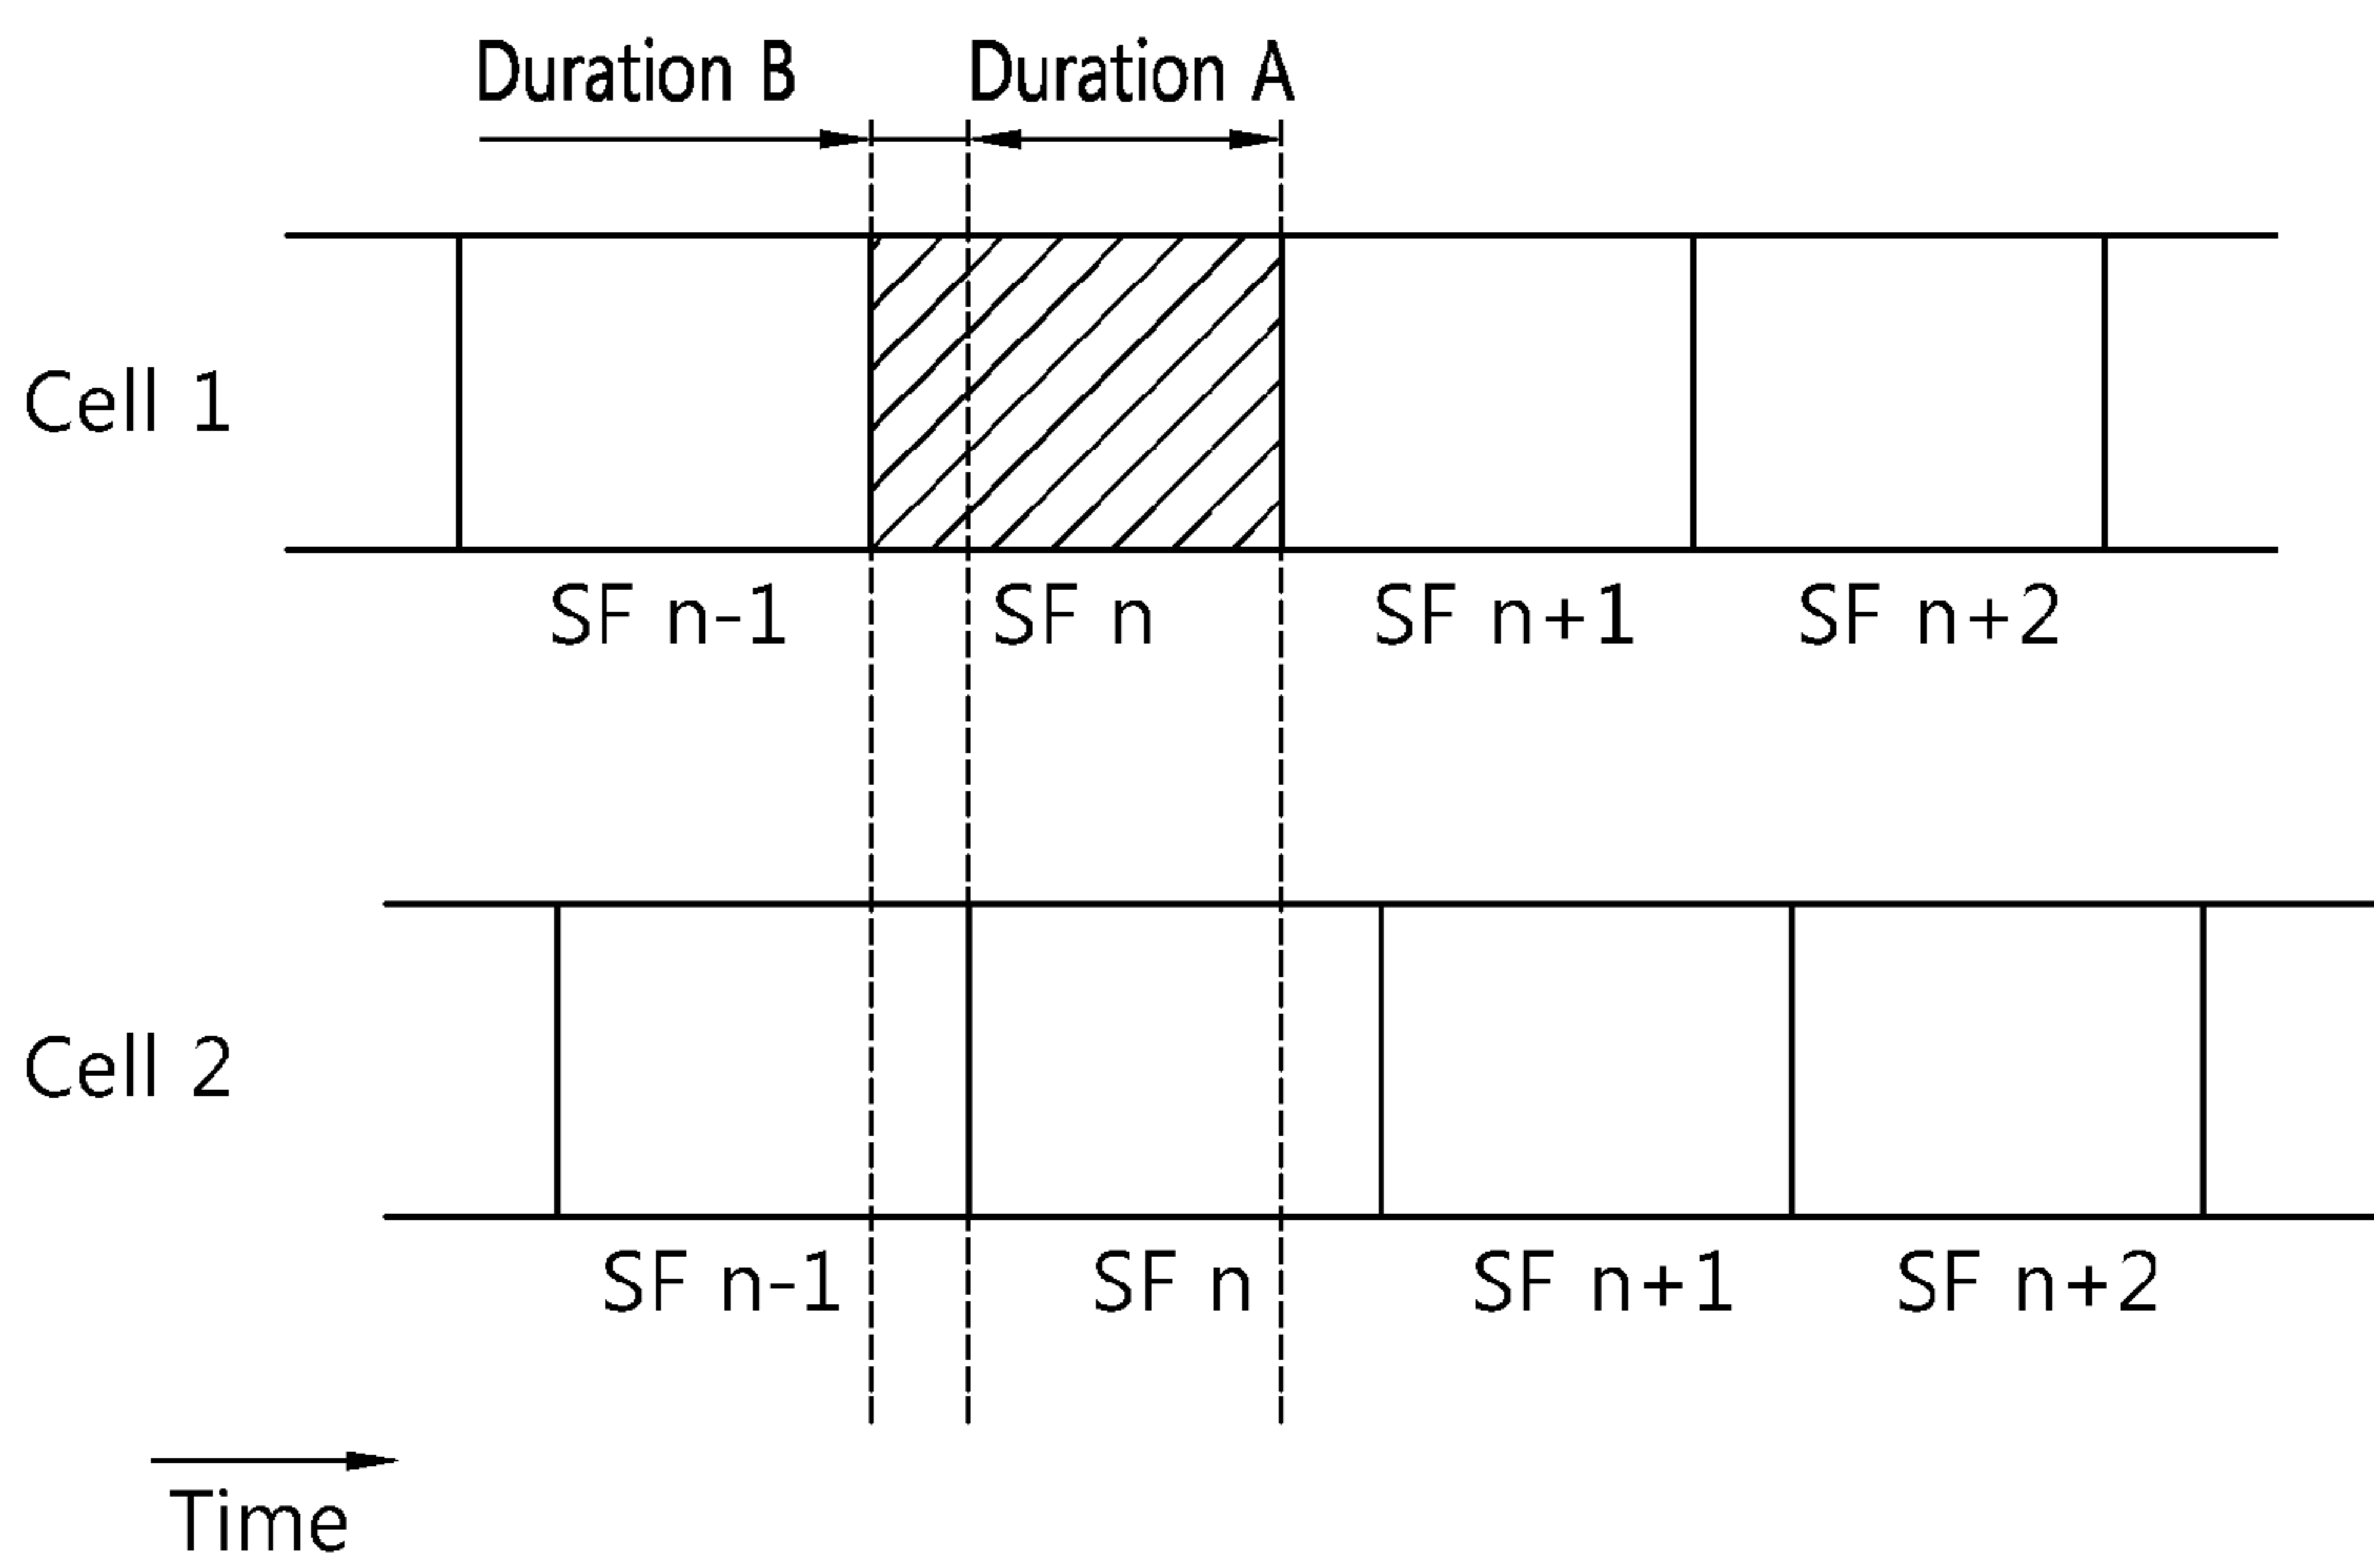 Duration B Duration A
Cell 1
SF n-1 SF n SF n+1 SF n+2
Cell 2
SF n-1 SF n SF n+1 SF n+2
Time